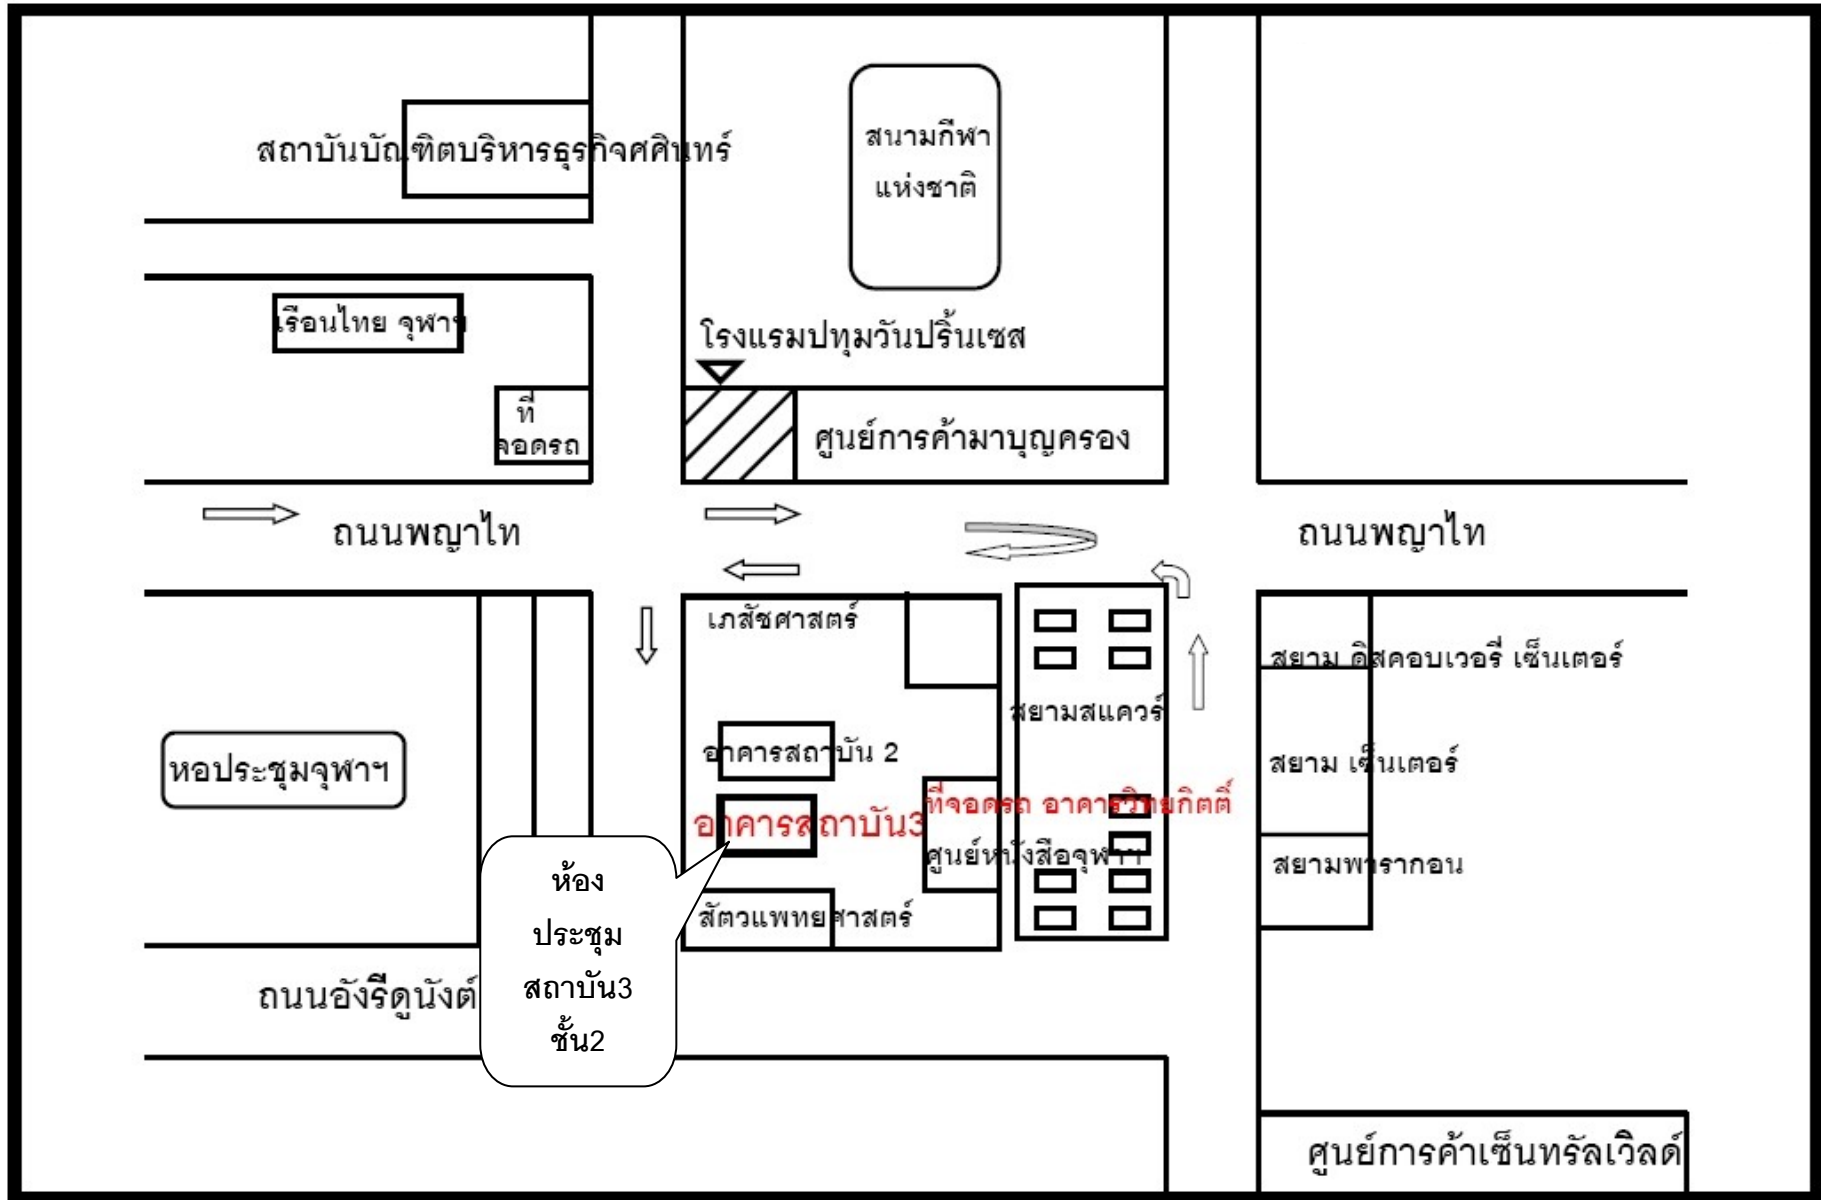 สถาบันบัณฑิตบริหารธุรกิจศศินทร์
สนามกีฬา
แห่งชาติ
เรือนไทย จุฬาฯ
โรงแรมปทุมวันปริ้นเซส
ที่
จอดรถ
ศูนย์การค้ามาบุญครอง
ถนนพญาไท
ถนนพญาไท
เภสัชศาสตร์
สยาม อิสคอบเวอรี่ เซ็นเตอร์
สยามสแควร์
หอประชุมจุฬาฯ
อาคารสถาบัน 2
สยาม เซ็นเตอร์
ที่จอดรถ อาคารวิทยกิตติ์
อาคารสถาบัน3
ศูนย์หนังสือจุฬาฯ
สยามพารากอน
ห้อง
ประชุม
สถาบัน3
ชั้น2
สัตวแพทยศาสตร์
ถนนอังรีดูนังต์
ศูนย์การค้าเซ็นทรัลเวิลด์